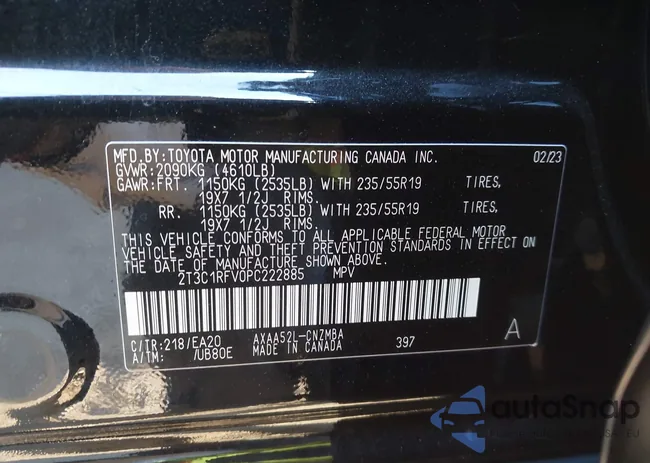 MFD.BY:TOYOTA MOTOR MANUFACTURING CANADA INC. 02/23
GVWR:2090KG (4610LB)
GAWR:FRT. 1150KG (2535LB) WITH 235/55R19 TIRES,
19X7 1/2J RIMS.
RR. 1150KG (2535LB) WITH 235/55R19 TIRES,
19X7 1/2J RIMS.
THIS VEHICLE CONFORMS TO ALL APPLICABLE FEDERAL MOTOR
VEHICLE SAFETY AND THEFT PREVENTION STANDARDS IN EFFECT ON
THE DATE OF MANUFACTURE SHOWN ABOVE.
2T3C1RFV0PC222885 MPV
C/TR:218/EA20 AXAA52L-CNZMBA 397 A
A/TM: /UB80E MADE IN CANADA
autoSnap